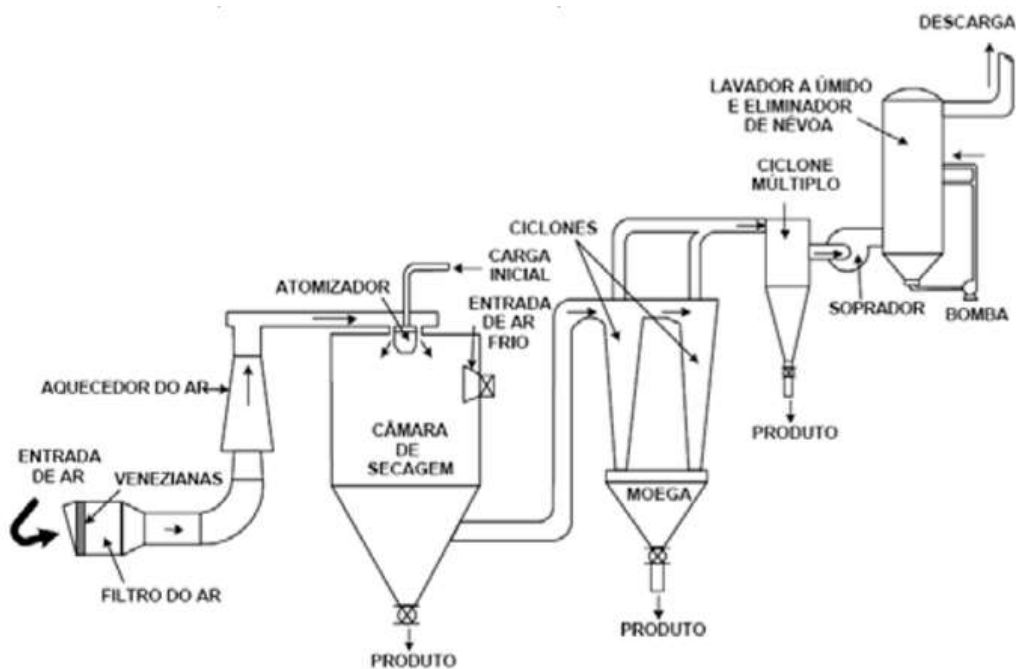 DESCARGA
LAVADOR A ÚMIDO
E ELIMINADOR
DE NÉVOA
CICLONE
MÚLTIPLO
CICLONES
CARGA
INICIAL
ATOMIZADOR
ENTRADA
DE AR
FRIO
SOPRADOR
BOMBA
AQUECEDOR DO AR
CÂMARA
DE
SECAGEM
PRODUTO
ENTRADA
DE AR
VENEZIANAS
MOEGA
FILTRO DO AR
PRODUTO
PRODUTO